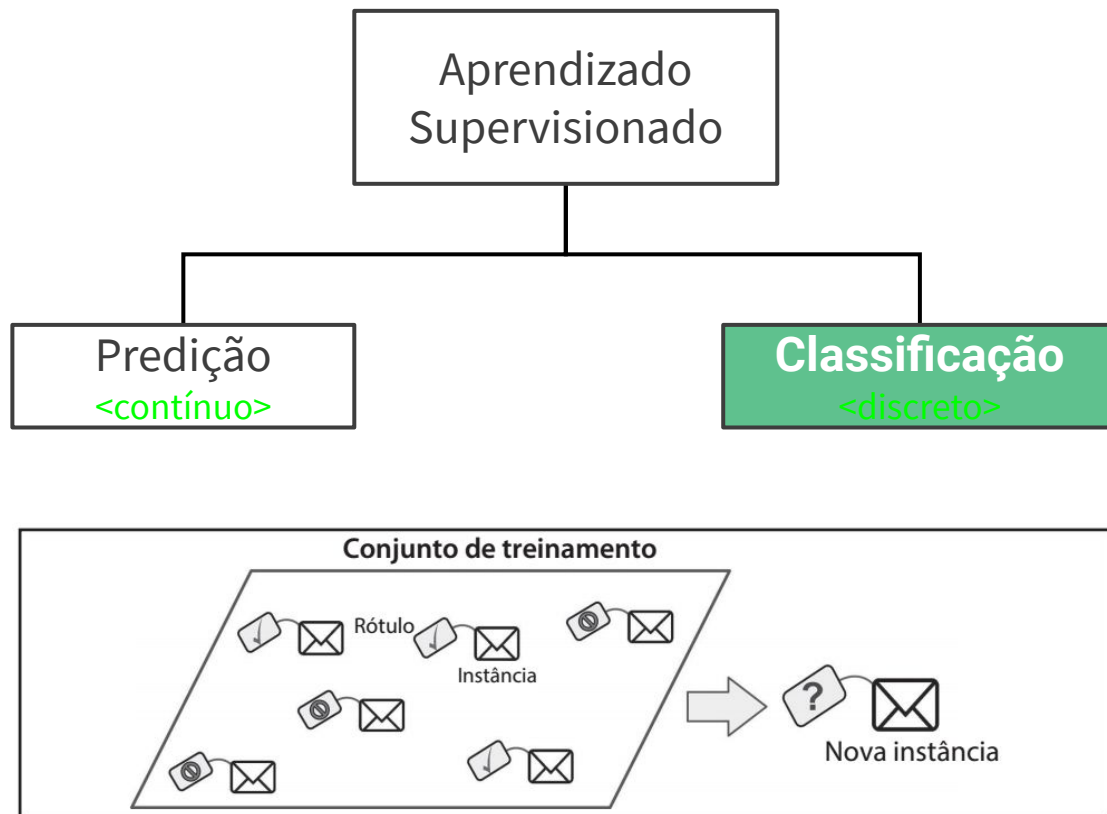 Aprendizado
Supervisionado
Predição
<contínuo>
Classificação
<discreto>
Conjunto de treinamento
Rótulo
Instância
?
Nova instância